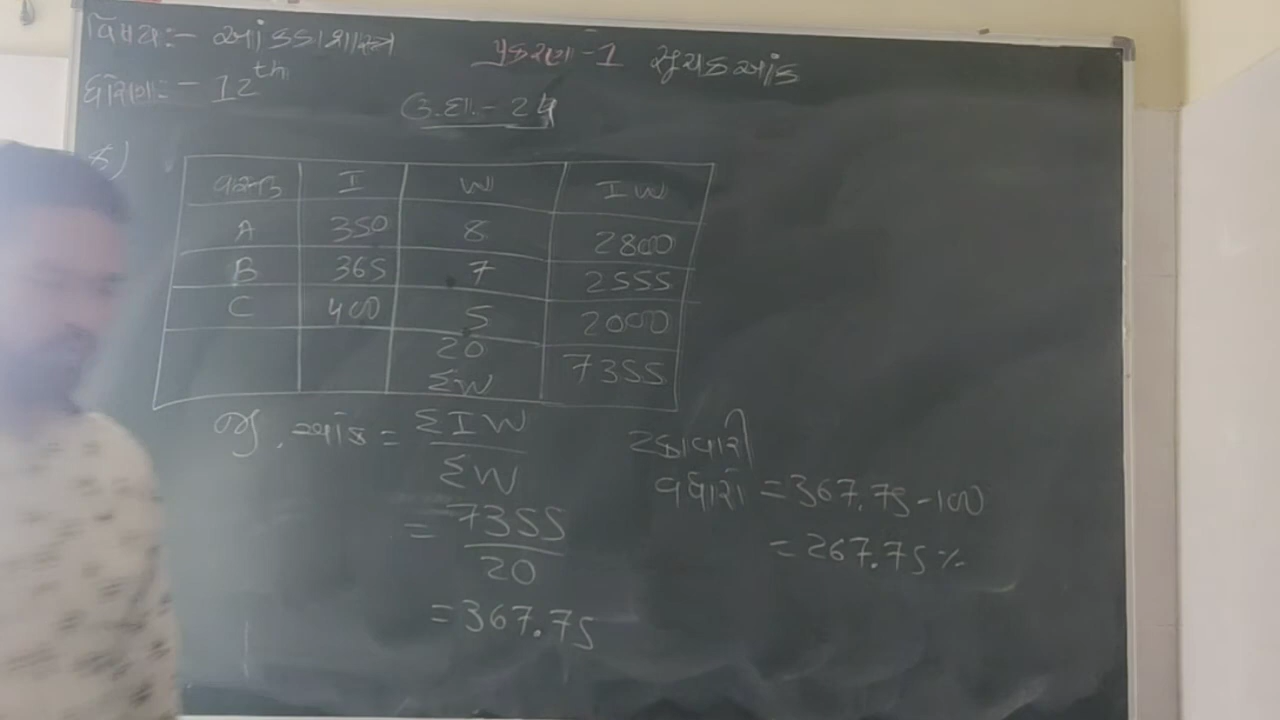 વિષય:- આંકડાશાસ્ત્ર પ્રકરણ-1 સૂચકઆંક
ધોરણ:- 12th
ઉ.દા.- 24
વસ્તુ I W IW
A 350 8 2800
B 365 7 2555
C 400 5 2000
20 7355
ΣW
સૂ. આંક = ΣIW / ΣW
= 7355 / 20
= 367.75
ટકાવારી
વધારો = 367.75 - 100
= 267.75 %